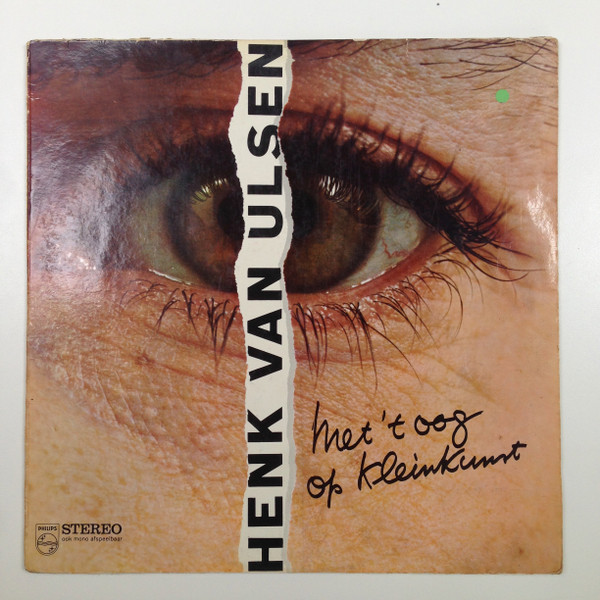 HENK VAN ULSEN
Met 't oog
op kleinkunst
PHILIPS
STEREO
ook mono afspeelbaar